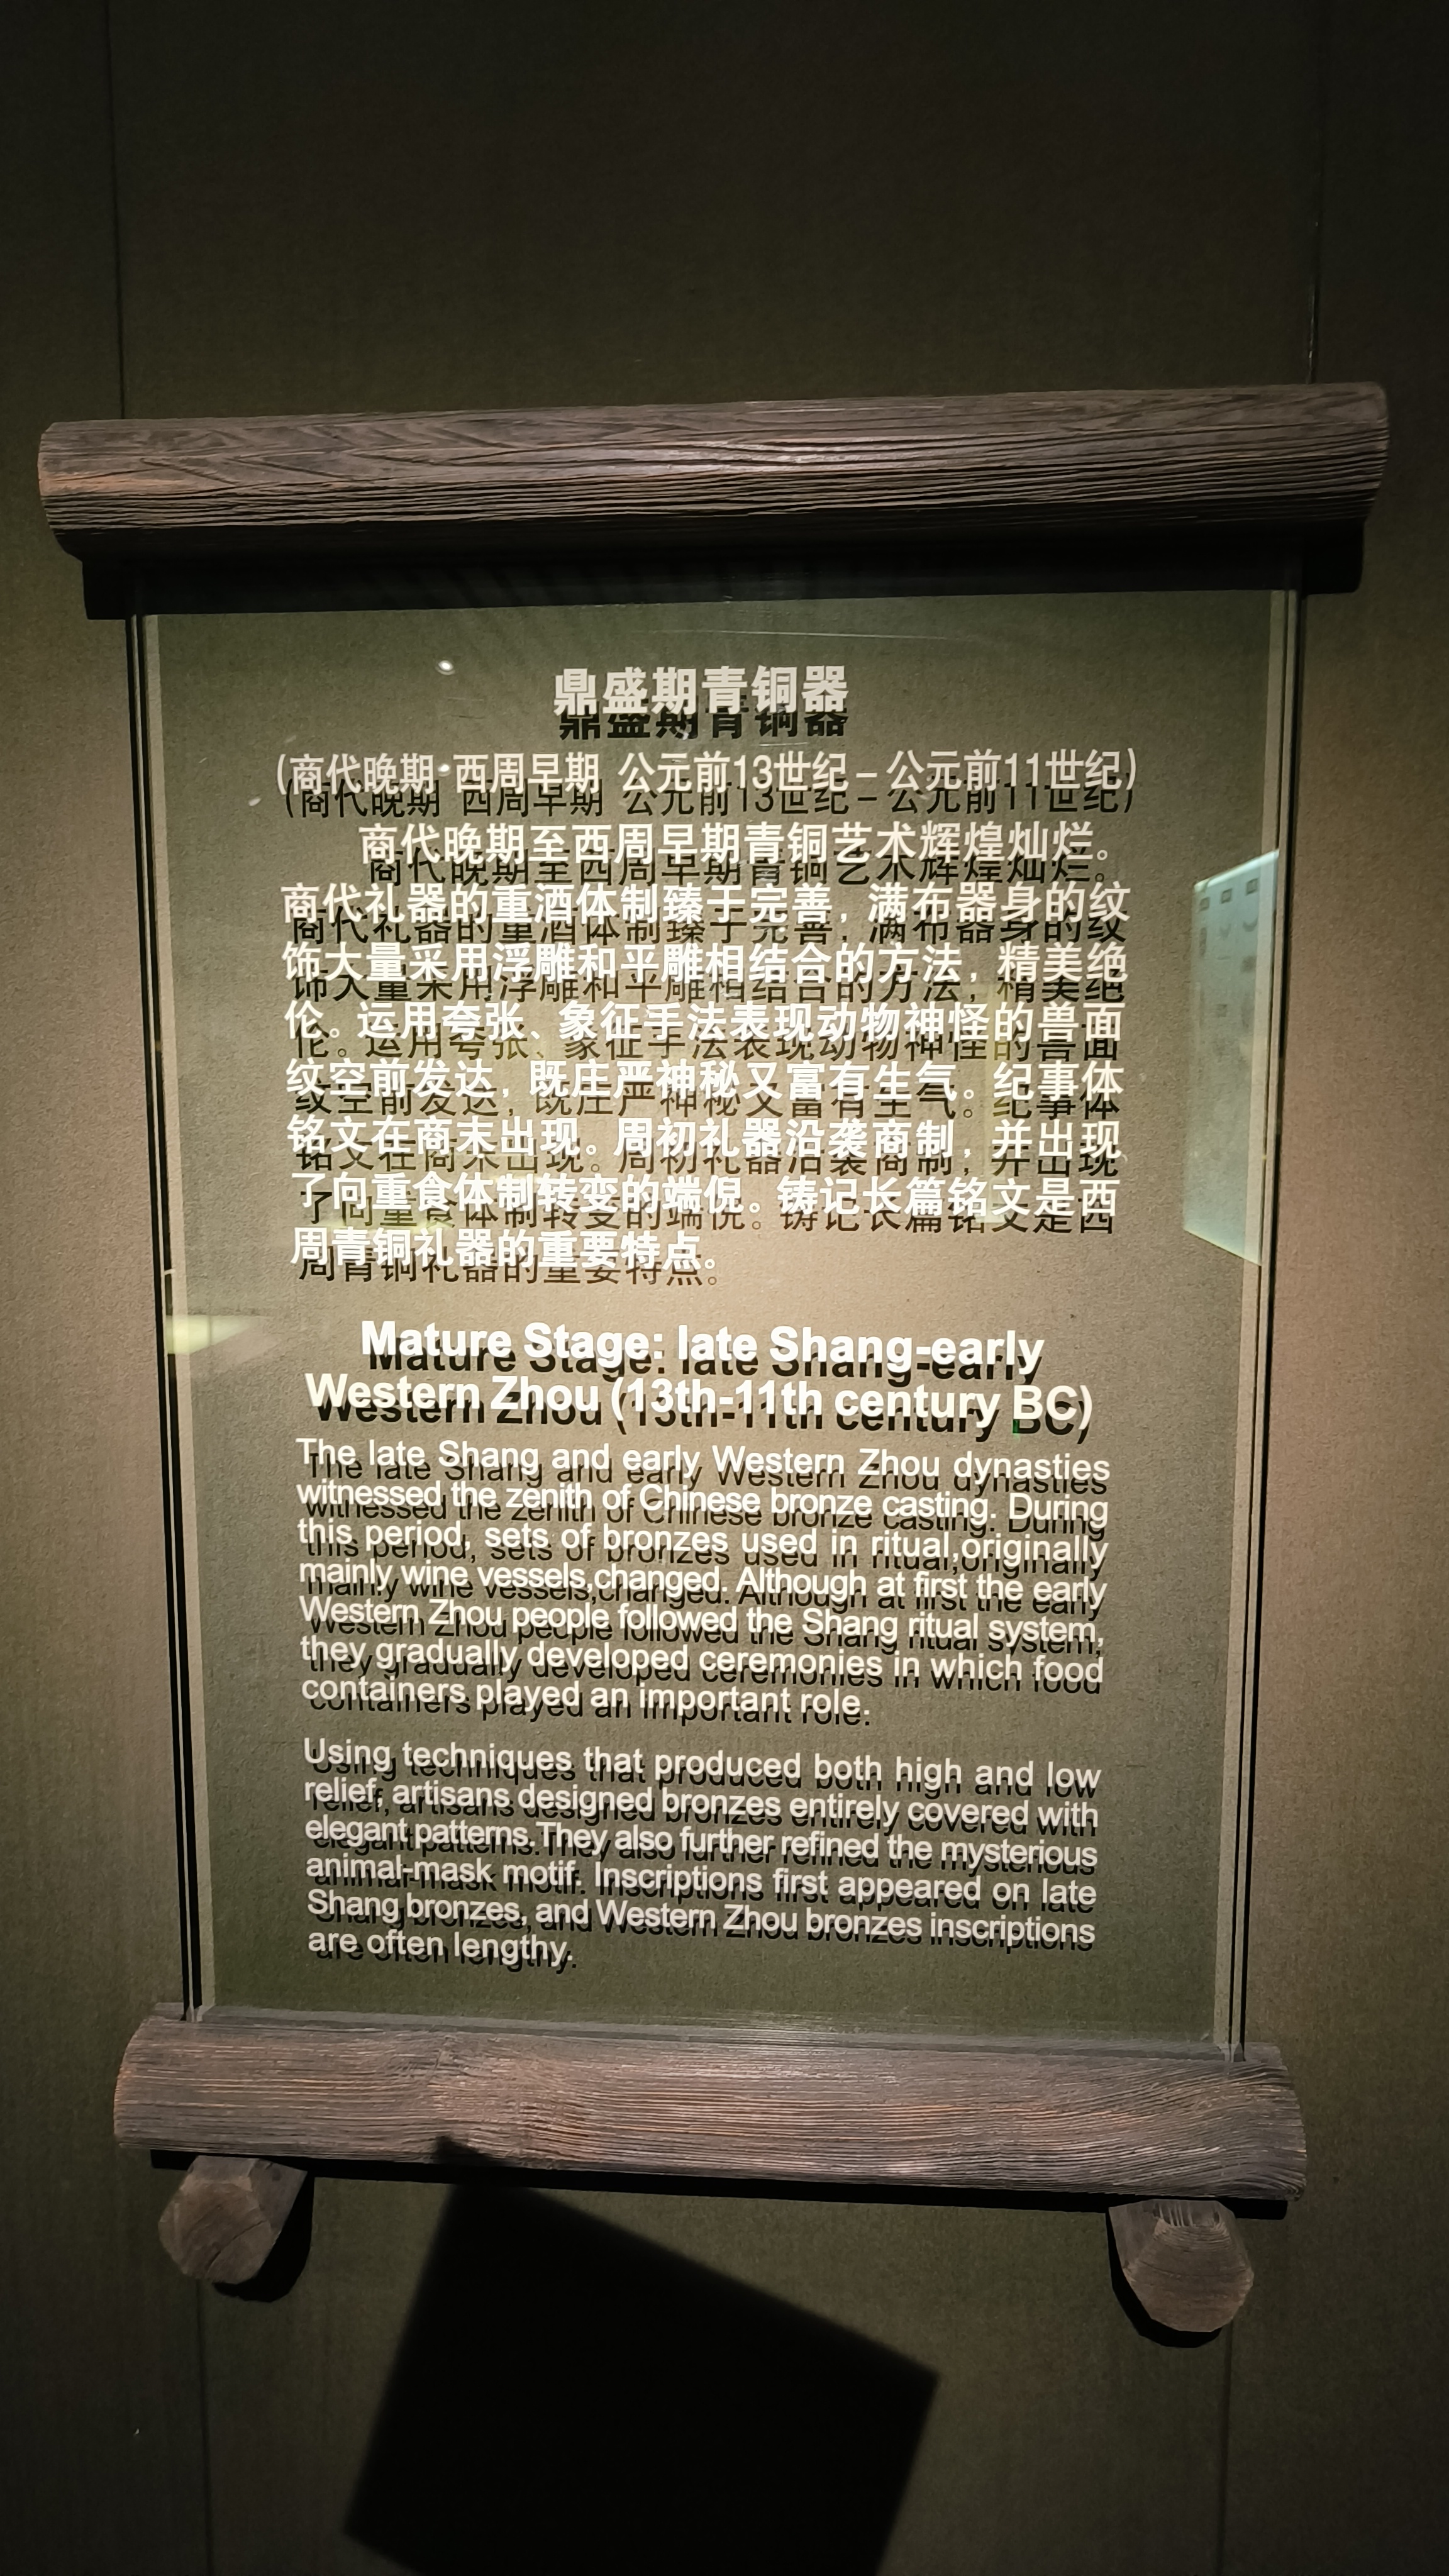 鼎盛期青铜器
(商代晚期 西周早期 公元前13世纪－公元前11世纪)
商代晚期至西周早期青铜艺术辉煌灿烂。
商代礼器的重酒体制臻于完善，满布器身的纹
饰大量采用浮雕和平雕相结合的方法，精美绝
伦。运用夸张、象征手法表现动物神怪的兽面
纹空前发达，既庄严神秘又富有生气。纪事体
铭文在商末出现。周初礼器沿袭商制，并出现
了向重食体制转变的端倪。铸记长篇铭文是西
周青铜礼器的重要特点。
Mature Stage: late Shang-early
Western Zhou (13th-11th century BC)
The late Shang and early Western Zhou dynasties
witnessed the zenith of Chinese bronze casting. During
this period, sets of bronzes used in ritual,originally
mainly wine vessels,changed. Although at first the early
Western Zhou people followed the Shang ritual system,
they gradually developed ceremonies in which food
containers played an important role.
Using techniques that produced both high and low
relief, artisans designed bronzes entirely covered with
elegant patterns.They also further refined the mysterious
animal-mask motif. Inscriptions first appeared on late
Shang bronzes, and Western Zhou bronzes inscriptions
are often lengthy.